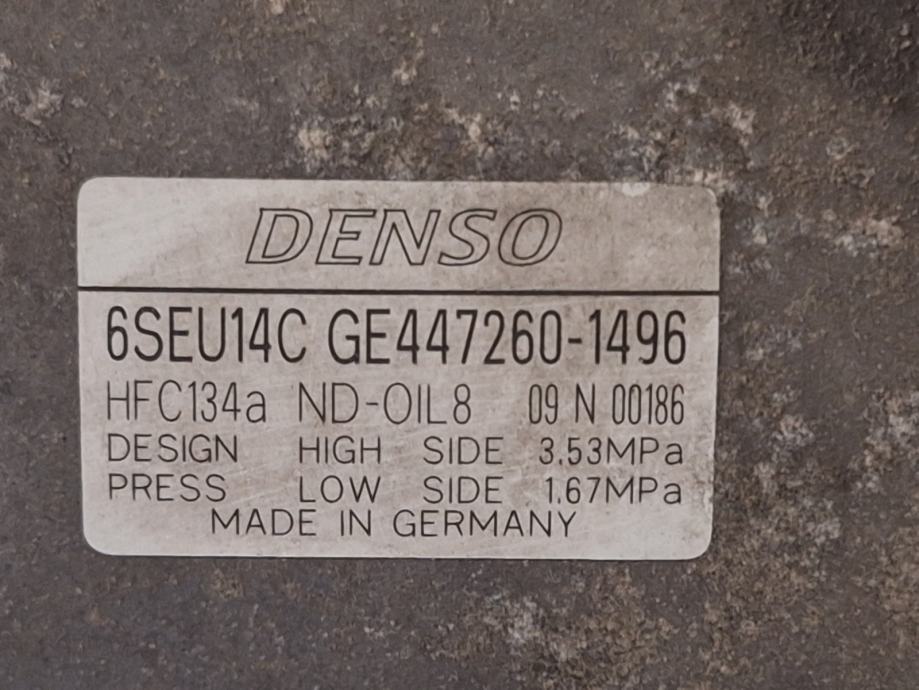 DENSO
6SEU14C GE447260-1496
HFC134a ND-OIL8 09 N 00186
DESIGN HIGH SIDE 3.53MPa
PRESS LOW SIDE 1.67MPa
MADE IN GERMANY